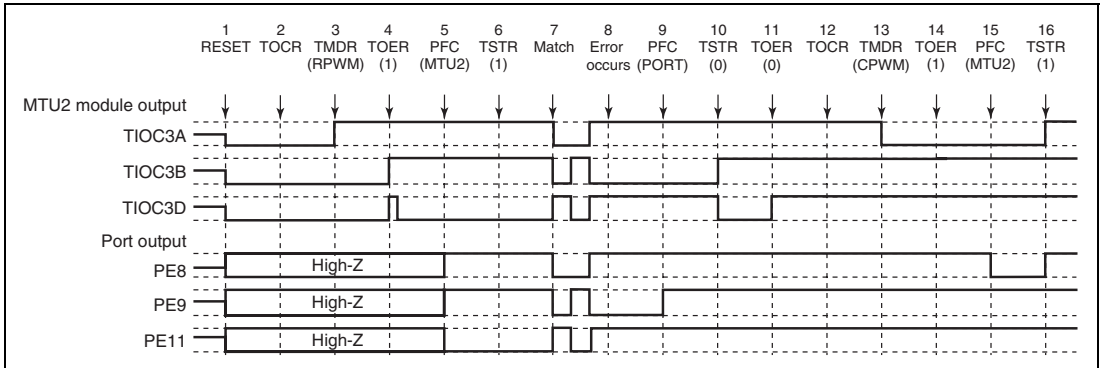 1 2 3 4 5 6 7 8 9 10 11 12 13 14 15 16
RESET TOCR TMDR TOER PFC TSTR Match Error PFC TSTR TOER TOCR TMDR TOER PFC TSTR
(RPWM) (1) (MTU2) (1) occurs (PORT) (0) (0) (CPWM) (1) (MTU2) (1)
MTU2 module output
TIOC3A
TIOC3B
TIOC3D
Port output
PE8 High-Z
PE9 High-Z
PE11 High-Z